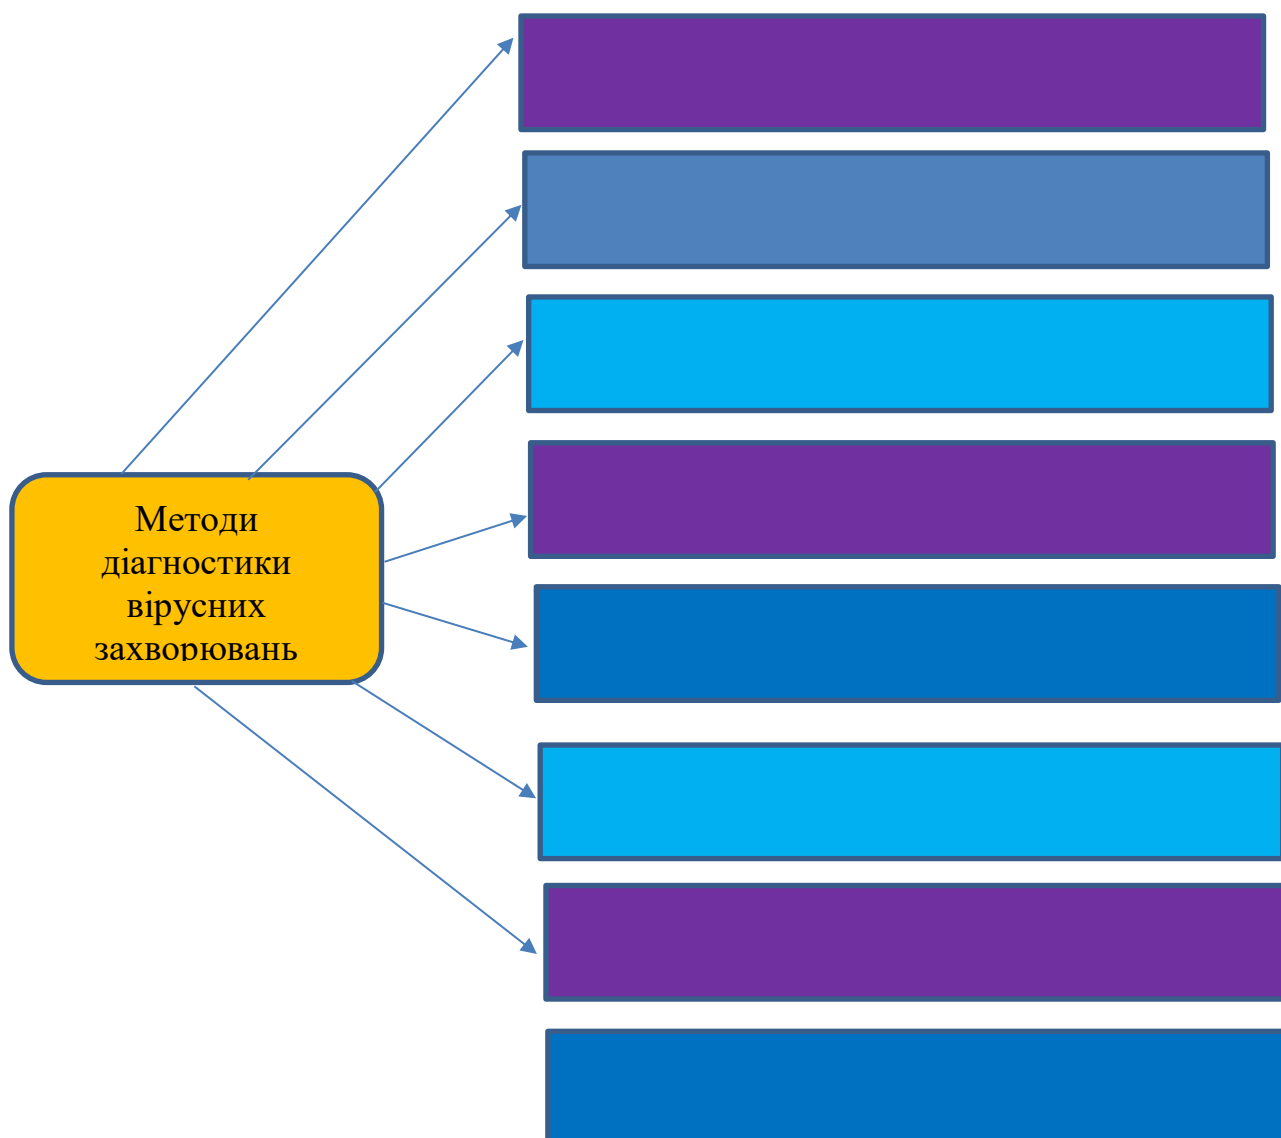 Методи
діагностики
вірусних
захворювань